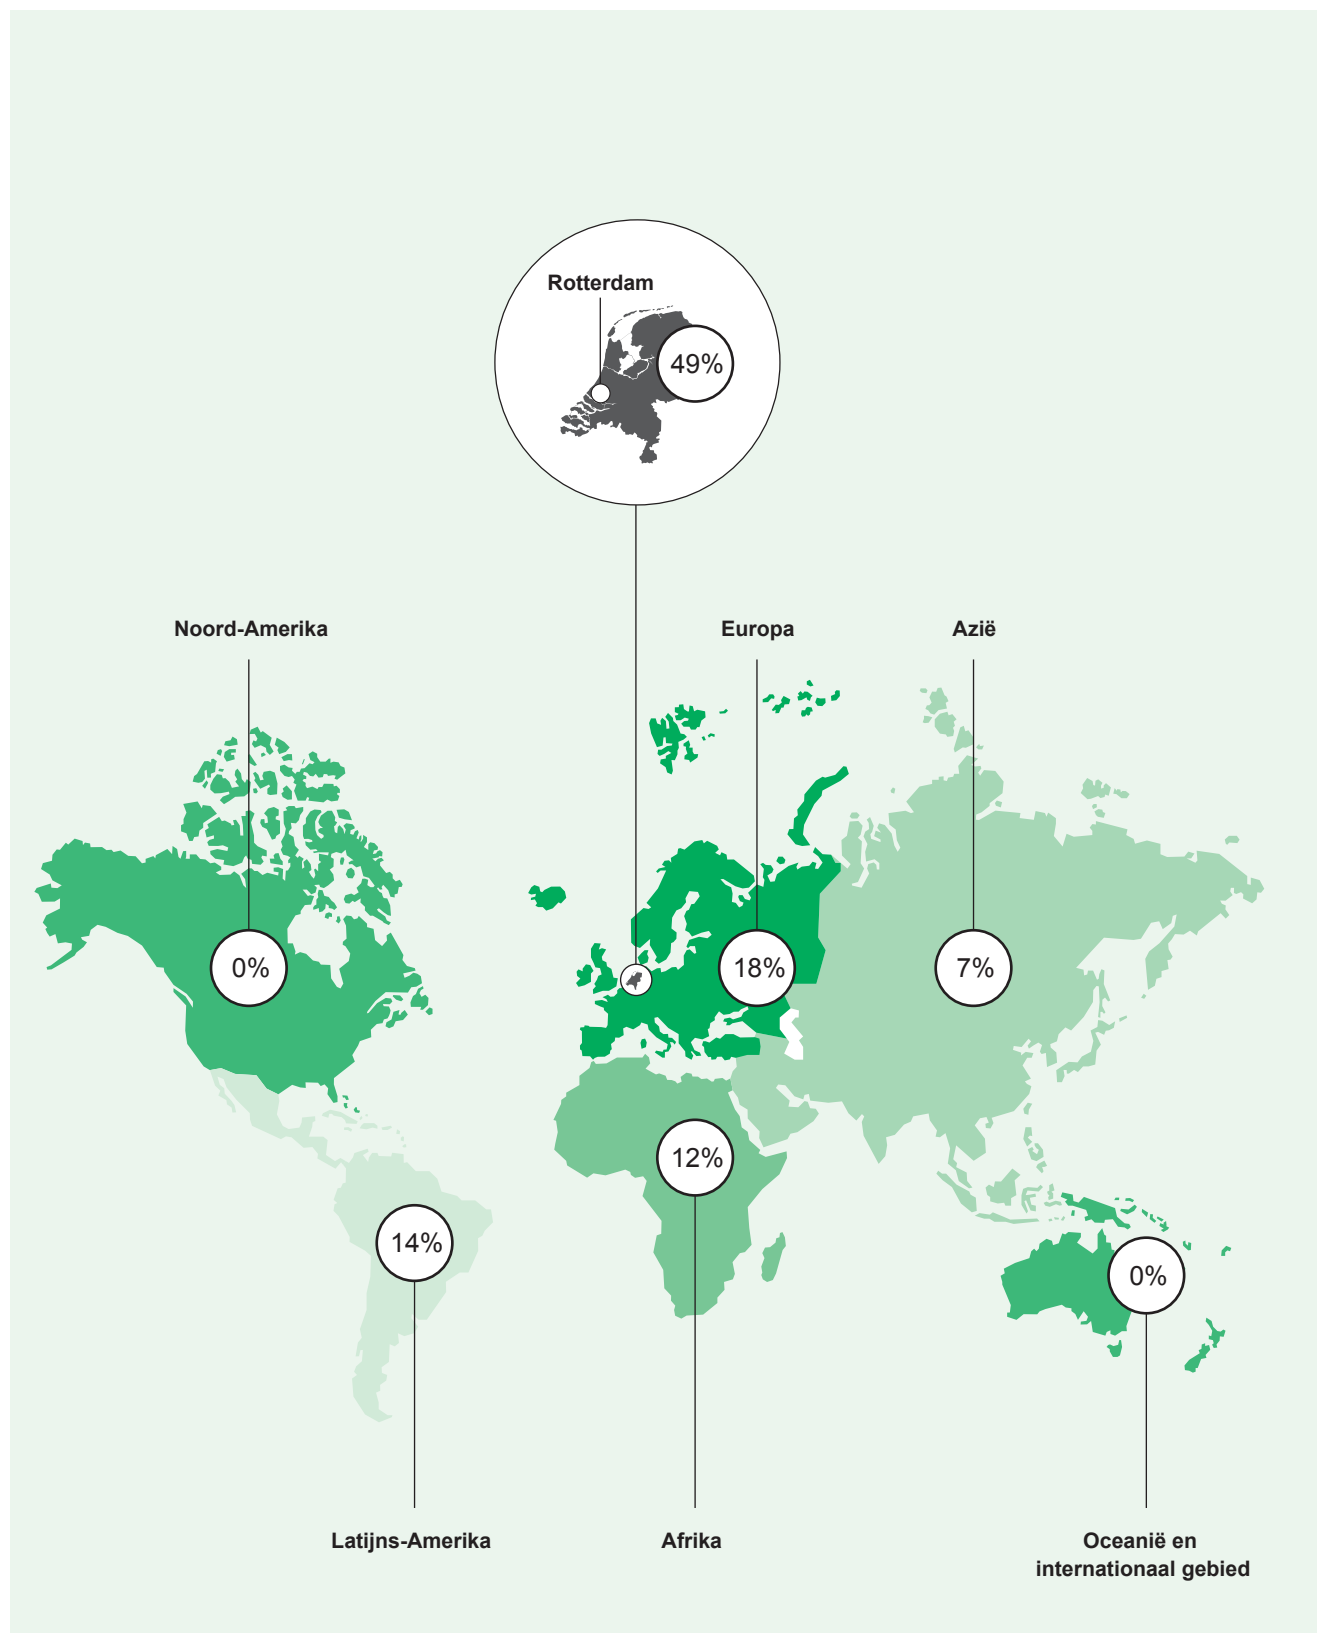 Rotterdam
49%
Noord-Amerika
Europa
Azië
0%
18%
7%
12%
14%
0%
Latijns-Amerika
Afrika
Oceanië en
internationaal gebied